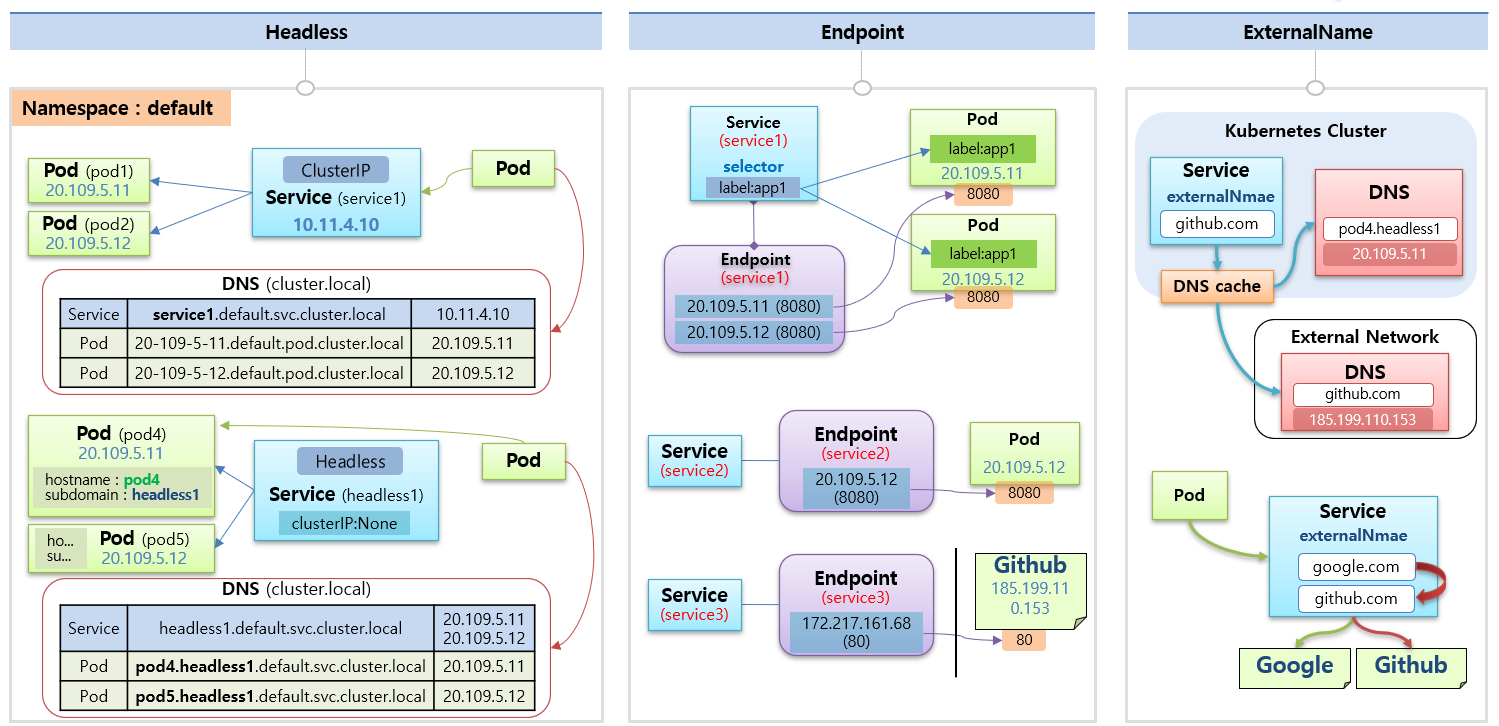 Headless
Namespace : default
Pod (pod1)
20.109.5.11
Pod (pod2)
20.109.5.12
ClusterIP
Service (service1)
10.11.4.10
Pod
DNS (cluster.local)
Service service1.default.svc.cluster.local 10.11.4.10
Pod 20-109-5-11.default.pod.cluster.local 20.109.5.11
Pod 20-109-5-12.default.pod.cluster.local 20.109.5.12
Pod (pod4)
20.109.5.11
hostname : pod4
subdomain : headless1
ho...
su...
Pod (pod5)
20.109.5.12
Headless
Service (headless1)
clusterIP:None
Pod
DNS (cluster.local)
Service headless1.default.svc.cluster.local 20.109.5.11
20.109.5.12
Pod pod4.headless1.default.svc.cluster.local 20.109.5.11
Pod pod5.headless1.default.svc.cluster.local 20.109.5.12
Endpoint
Service
(service1)
selector
label:app1
Pod
label:app1
20.109.5.11
8080
Pod
label:app1
20.109.5.12
8080
Endpoint
(service1)
20.109.5.11 (8080)
20.109.5.12 (8080)
Service
(service2)
Endpoint
(service2)
20.109.5.12
(8080)
Pod
20.109.5.12
8080
Service
(service3)
Endpoint
(service3)
172.217.161.68
(80)
Github
185.199.11
0.153
80
ExternalName
Kubernetes Cluster
Service
externalNmae
github.com
DNS
pod4.headless1
20.109.5.11
DNS cache
External Network
DNS
github.com
185.199.110.153
Pod
Service
externalNmae
google.com
github.com
Google
Github